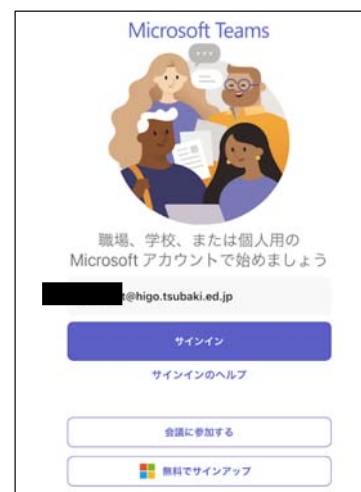 Microsoft Teams
職場、学校、または個人用の
Microsoft アカウントで始めましょう
t@higo.tsubaki.ed.jp
サインイン
サインインのヘルプ
会議に参加する
無料でサインアップ